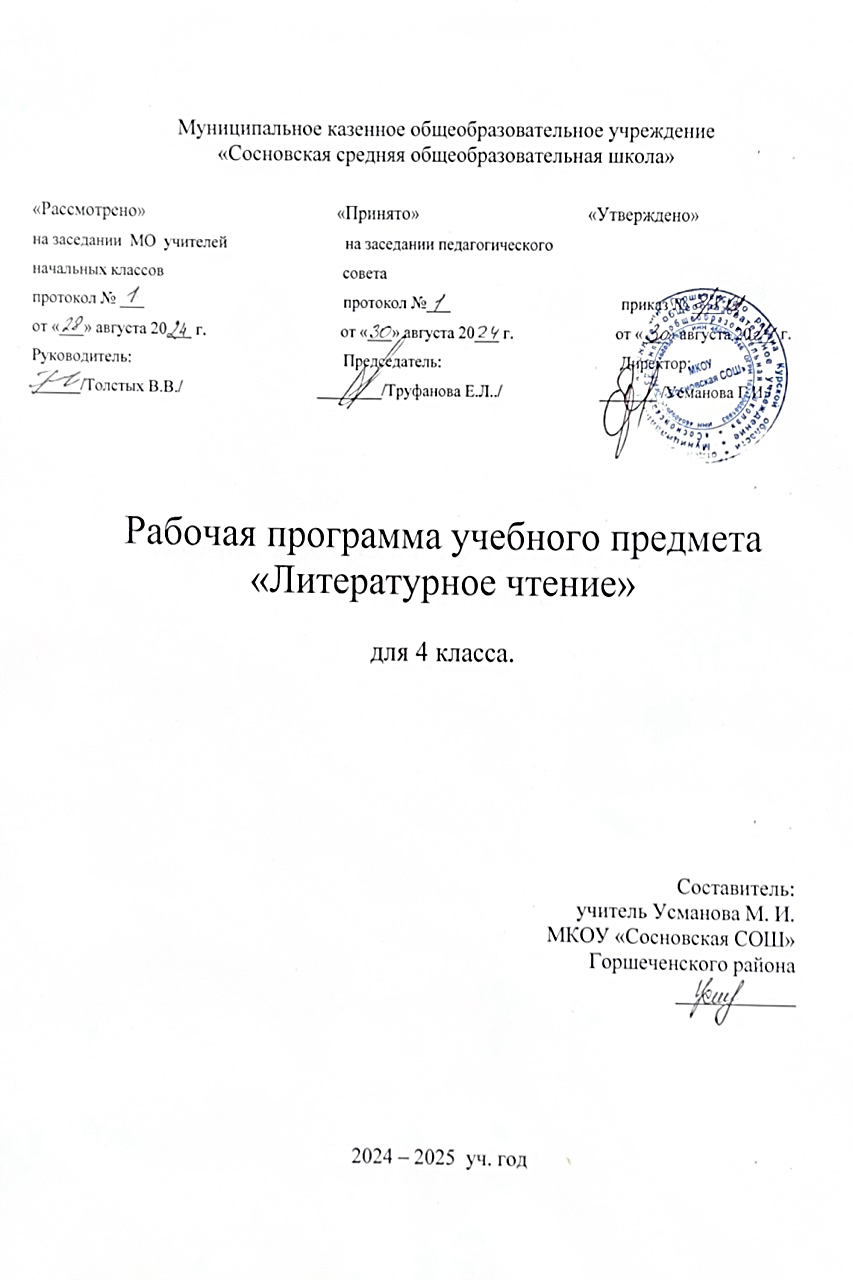 Муниципальное казенное общеобразовательное учреждение
«Сосновская средняя общеобразовательная школа»
«Рассмотрено»
на заседании МО учителей
начальных классов
протокол № 1
от «28» августа 2024 г.
Руководитель:
/Толстых В.В./
«Принято»
на заседании педагогического
совета
протокол № 1
от «30» августа 2024 г.
Председатель:
/Труфанова Е.Л../
«Утверждено»
приказ №
от «30» августа 2024 г.
Директор:
/Усманова Г.И./
МКОУ
«Сосновская СОШ»
Рабочая программа учебного предмета
«Литературное чтение»
для 4 класса.
Составитель:
учитель Усманова М. И.
МКОУ «Сосновская СОШ»
Горшеченского района
2024 – 2025 уч. год